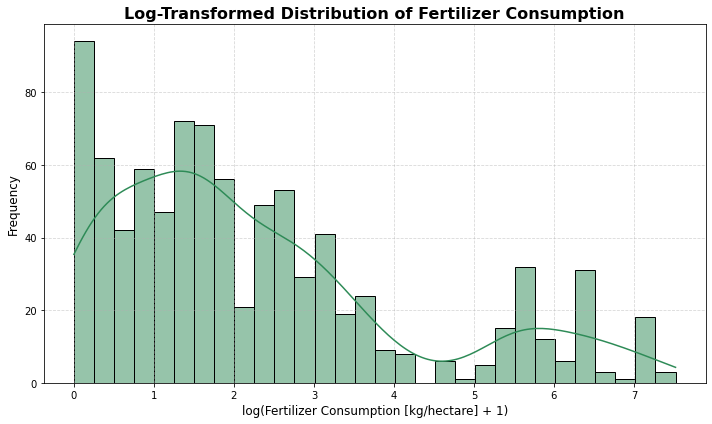 Log-Transformed Distribution of Fertilizer Consumption
Frequency
80
60
40
20
0
0 1 2 3 4 5 6 7
log(Fertilizer Consumption [kg/hectare] + 1)